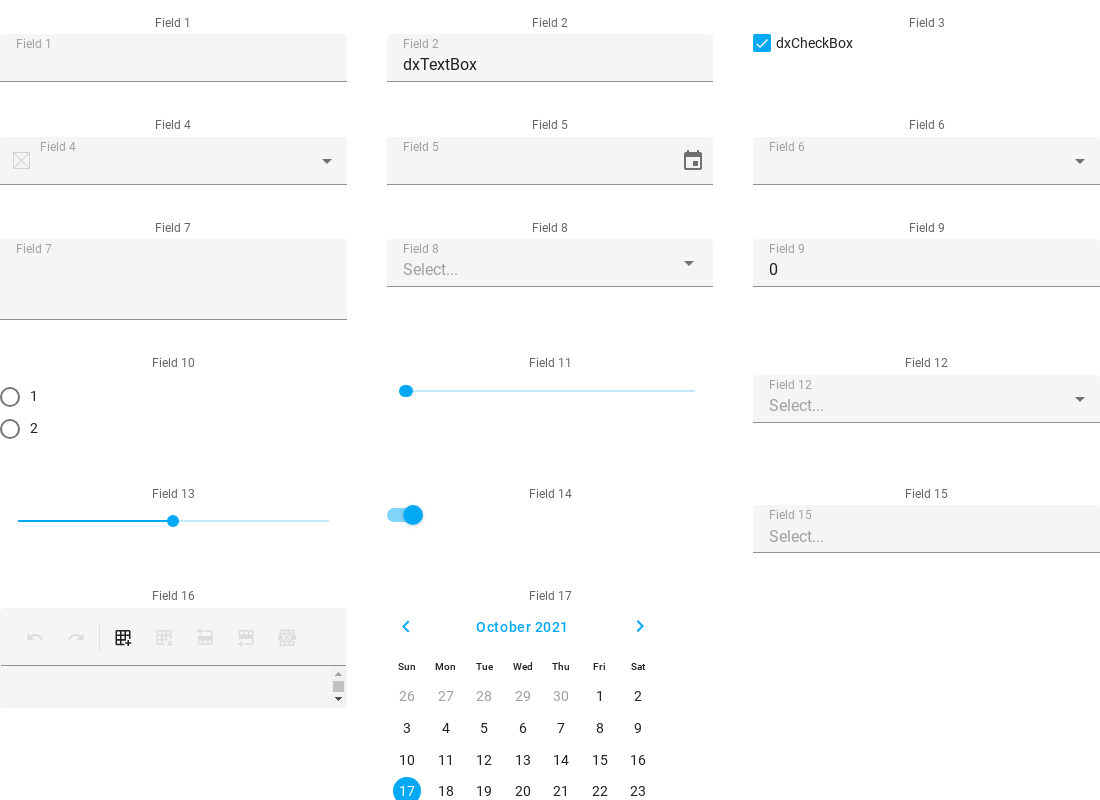 Field 1
Field 1
Field 2
Field 2
dxTextBox
Field 3
dxCheckBox
Field 4
Field 4
Field 5
Field 5
Field 6
Field 6
Field 7
Field 7
Field 8
Field 8
Select...
Field 9
Field 9
0
Field 10
1
2
Field 11
Field 12
Field 12
Select...
Field 13
Field 14
Field 15
Field 15
Select...
Field 16
Field 17
October 2021
Sun Mon Tue Wed Thu Fri Sat
26 27 28 29 30 1 2
3 4 5 6 7 8 9
10 11 12 13 14 15 16
17 18 19 20 21 22 23